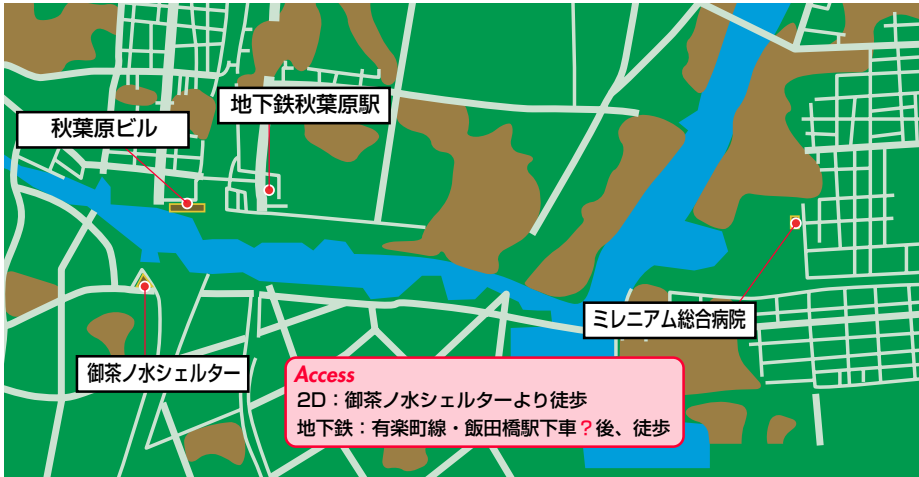 地下鉄秋葉原駅
秋葉原ビル
ミレニアム総合病院
御茶ノ水シェルター
Access
2D：御茶ノ水シェルターより徒歩
地下鉄：有楽町線・飯田橋駅下車？後、徒歩